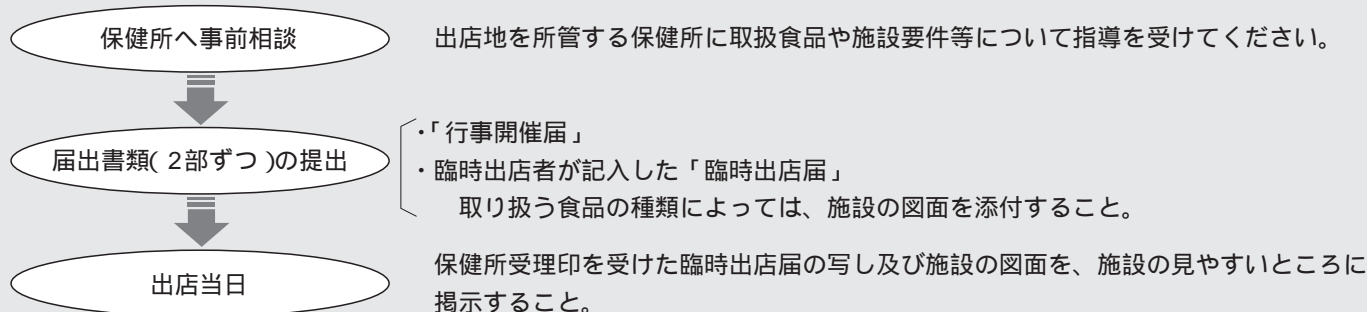 保健所へ事前相談
出店地を所管する保健所に取扱食品や施設要件等について指導を受けてください。
届出書類(2部ずつ)の提出
・「行事開催届」
・臨時出店者が記入した「臨時出店届」
取り扱う食品の種類によっては、施設の図面を添付すること。
出店当日
保健所受理印を受けた臨時出店届の写し及び施設の図面を、施設の見やすいところに
掲示すること。